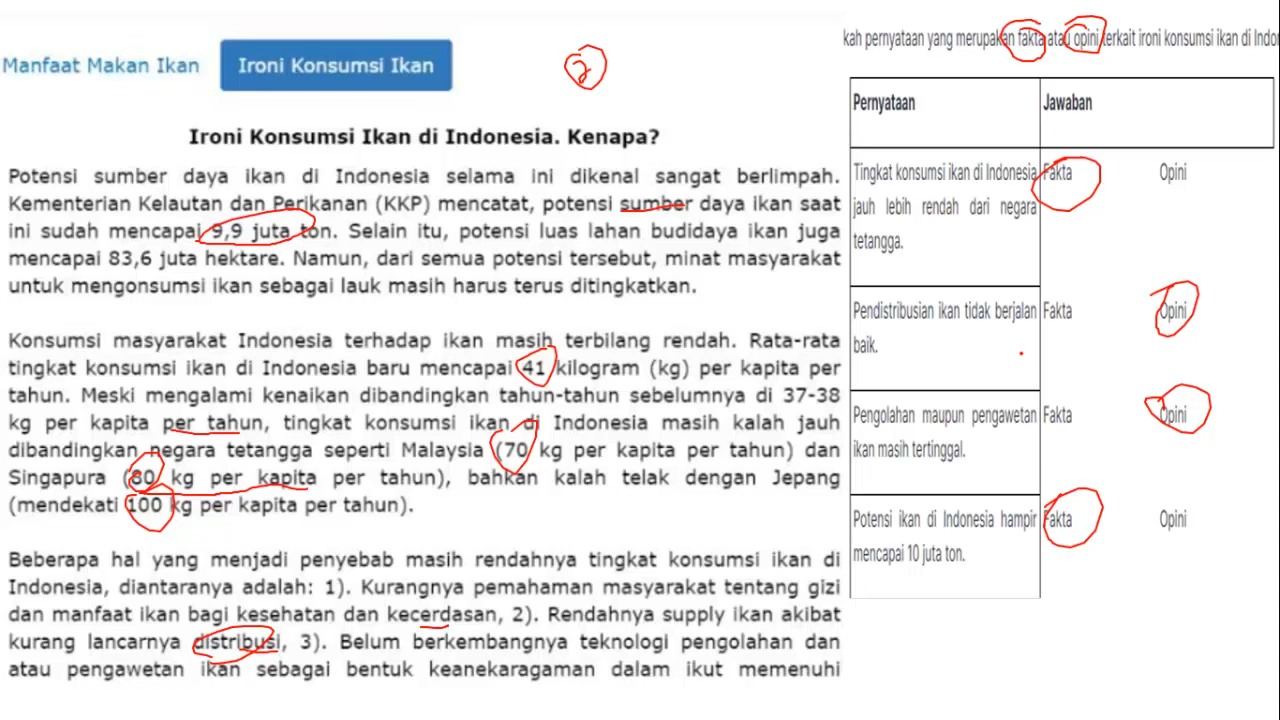 Manfaat Makan Ikan
Ironi Konsumsi Ikan
2
Ironi Konsumsi Ikan di Indonesia. Kenapa?
Potensi sumber daya ikan di Indonesia selama ini dikenal sangat berlimpah.
Kementerian Kelautan dan Perikanan (KKP) mencatat, potensi sumber daya ikan saat
ini sudah mencapai 9,9 juta ton. Selain itu, potensi luas lahan budidaya ikan juga
mencapai 83,6 juta hektare. Namun, dari semua potensi tersebut, minat masyarakat
untuk mengonsumsi ikan sebagai lauk masih harus terus ditingkatkan.
Konsumsi masyarakat Indonesia terhadap ikan masih terbilang rendah. Rata-rata
tingkat konsumsi ikan di Indonesia baru mencapai 41 kilogram (kg) per kapita per
tahun. Meski mengalami kenaikan dibandingkan tahun-tahun sebelumnya di 37-38
kg per kapita per tahun, tingkat konsumsi ikan di Indonesia masih kalah jauh
dibandingkan negara tetangga seperti Malaysia (70 kg per kapita per tahun) dan
Singapura (80 kg per kapita per tahun), bahkan kalah telak dengan Jepang
(mendekati 100 kg per kapita per tahun).
Beberapa hal yang menjadi penyebab masih rendahnya tingkat konsumsi ikan di
Indonesia, diantaranya adalah: 1). Kurangnya pemahaman masyarakat tentang gizi
dan manfaat ikan bagi kesehatan dan kecerdasan, 2). Rendahnya supply ikan akibat
kurang lancarnya distribusi, 3). Belum berkembangnya teknologi pengolahan dan
atau pengawetan ikan sebagai bentuk keanekaragaman dalam ikut memenuhi
kah pernyataan yang merupakan fakta atau opini terkait ironi konsumsi ikan di Indon
Pernyataan Jawaban
Tingkat konsumsi ikan di Indonesia Fakta Opini
jauh lebih rendah dari negara
tetangga.
Pendistribusian ikan tidak berjalan Fakta Opini
baik.
Pengolahan maupun pengawetan Fakta Opini
ikan masih tertinggal.
Potensi ikan di Indonesia hampir Fakta Opini
mencapai 10 juta ton.